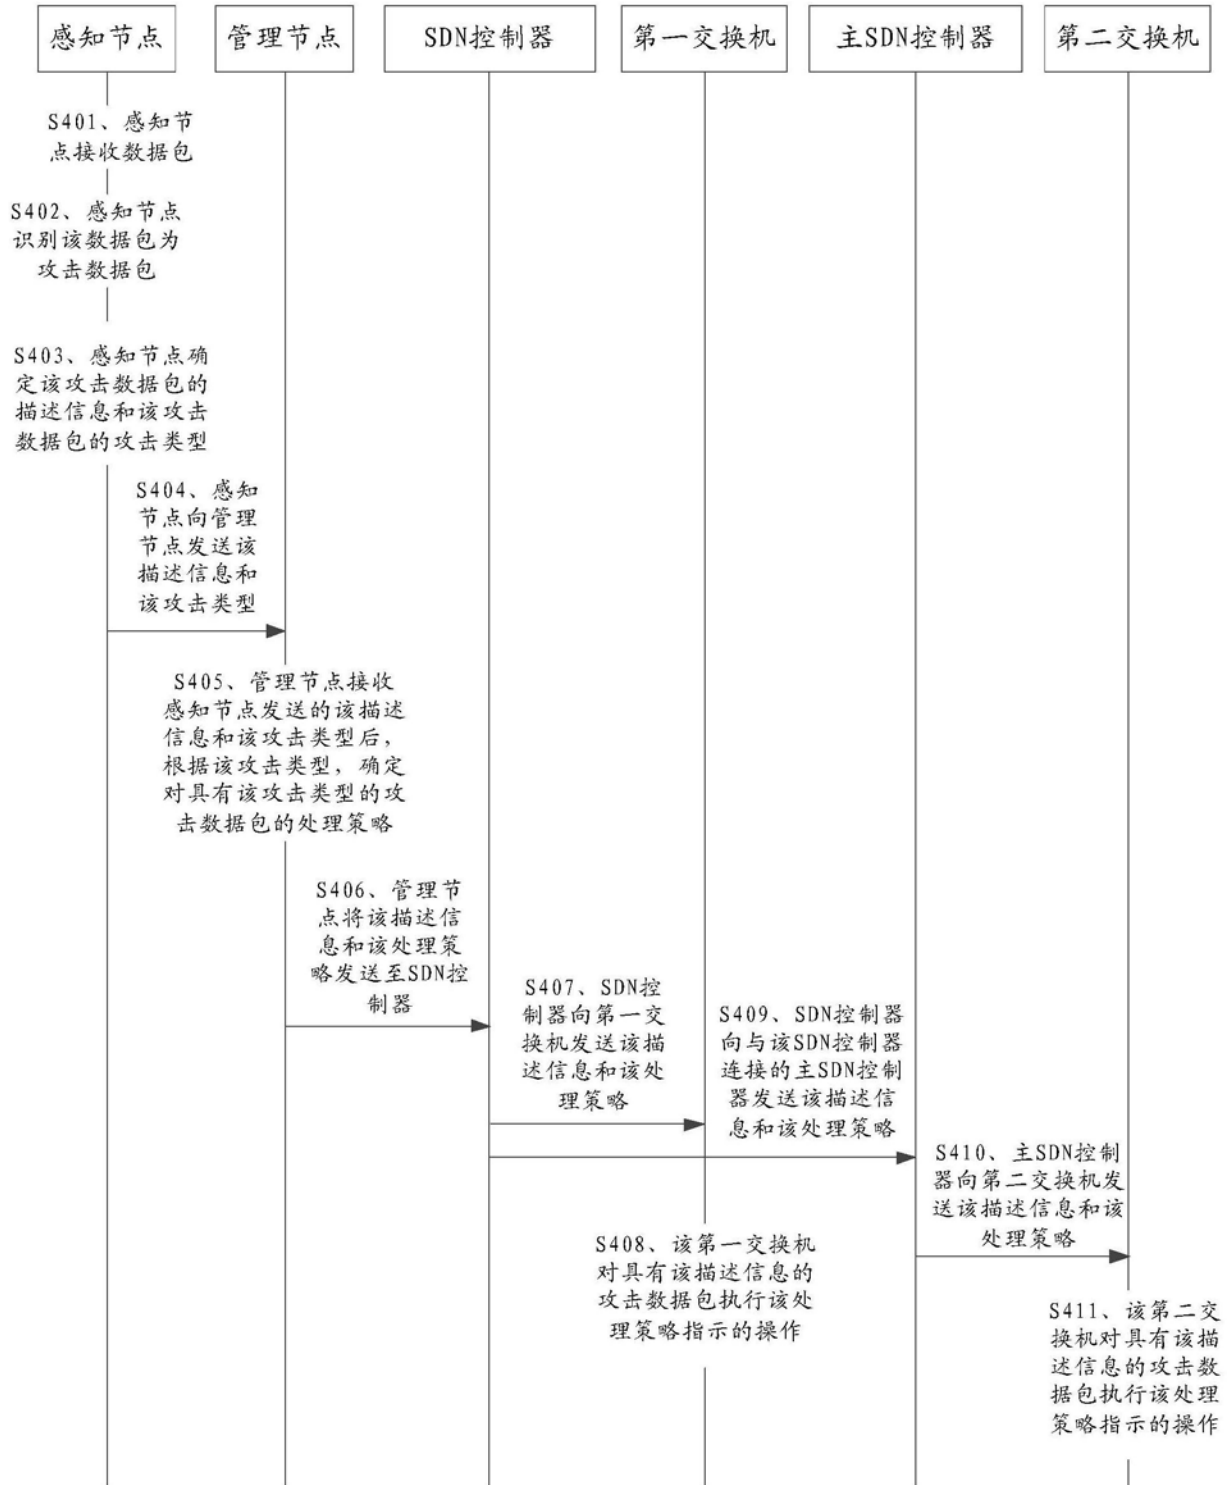 感知节点
管理节点
SDN控制器
第一交换机
主SDN控制器
第二交换机
S401、感知节
点接收数据包
S402、感知节点
识别该数据包为
攻击数据包
S403、感知节点确
定该攻击数据包的
描述信息和该攻击
数据包的攻击类型
S404、感知
节点向管理
节点发送该
描述信息和
该攻击类型
S405、管理节点接收
感知节点发送的该描述
信息和该攻击类型后，
根据该攻击类型，确定
对具有该攻击类型的攻
击数据包的处理策略
S406、管理节
点将该描述信
息和该处理策
略发送至SDN控
制器
S407、SDN控
制器向第一交
换机发送该描
述信息和该处
理策略
S409、SDN控制器
向与该SDN控制器
连接的主SDN控制
器发送该描述信
息和该处理策略
S410、主SDN控制
器向第二交换机发
送该描述信息和该
处理策略
S408、该第一交换机
对具有该描述信息的
攻击数据包执行该处
理策略指示的操作
S411、该第二交
换机对具有该描
述信息的攻击数
据包执行该处理
策略指示的操作